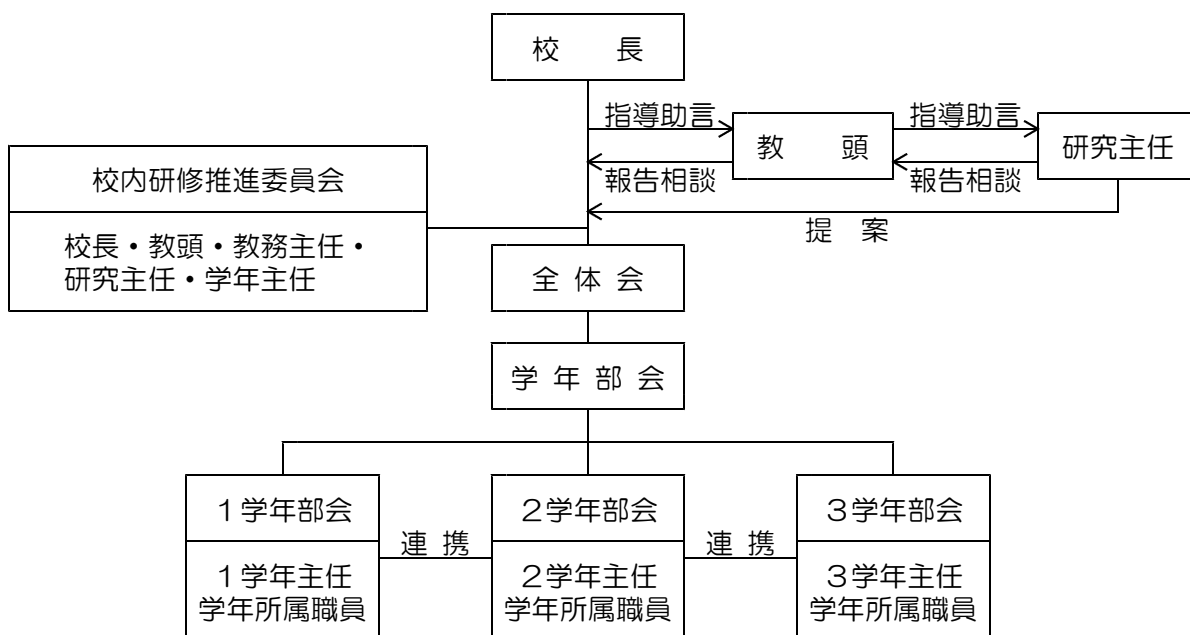 校　長
指導助言
指導助言
教　頭
研究主任
報告相談
報告相談
校内研修推進委員会
校長・教頭・教務主任・
研究主任・学年主任
提　案
全 体 会
学 年 部 会
１学年部会
２学年部会
３学年部会
連 携
連 携
１学年主任
学年所属職員
２学年主任
学年所属職員
３学年主任
学年所属職員